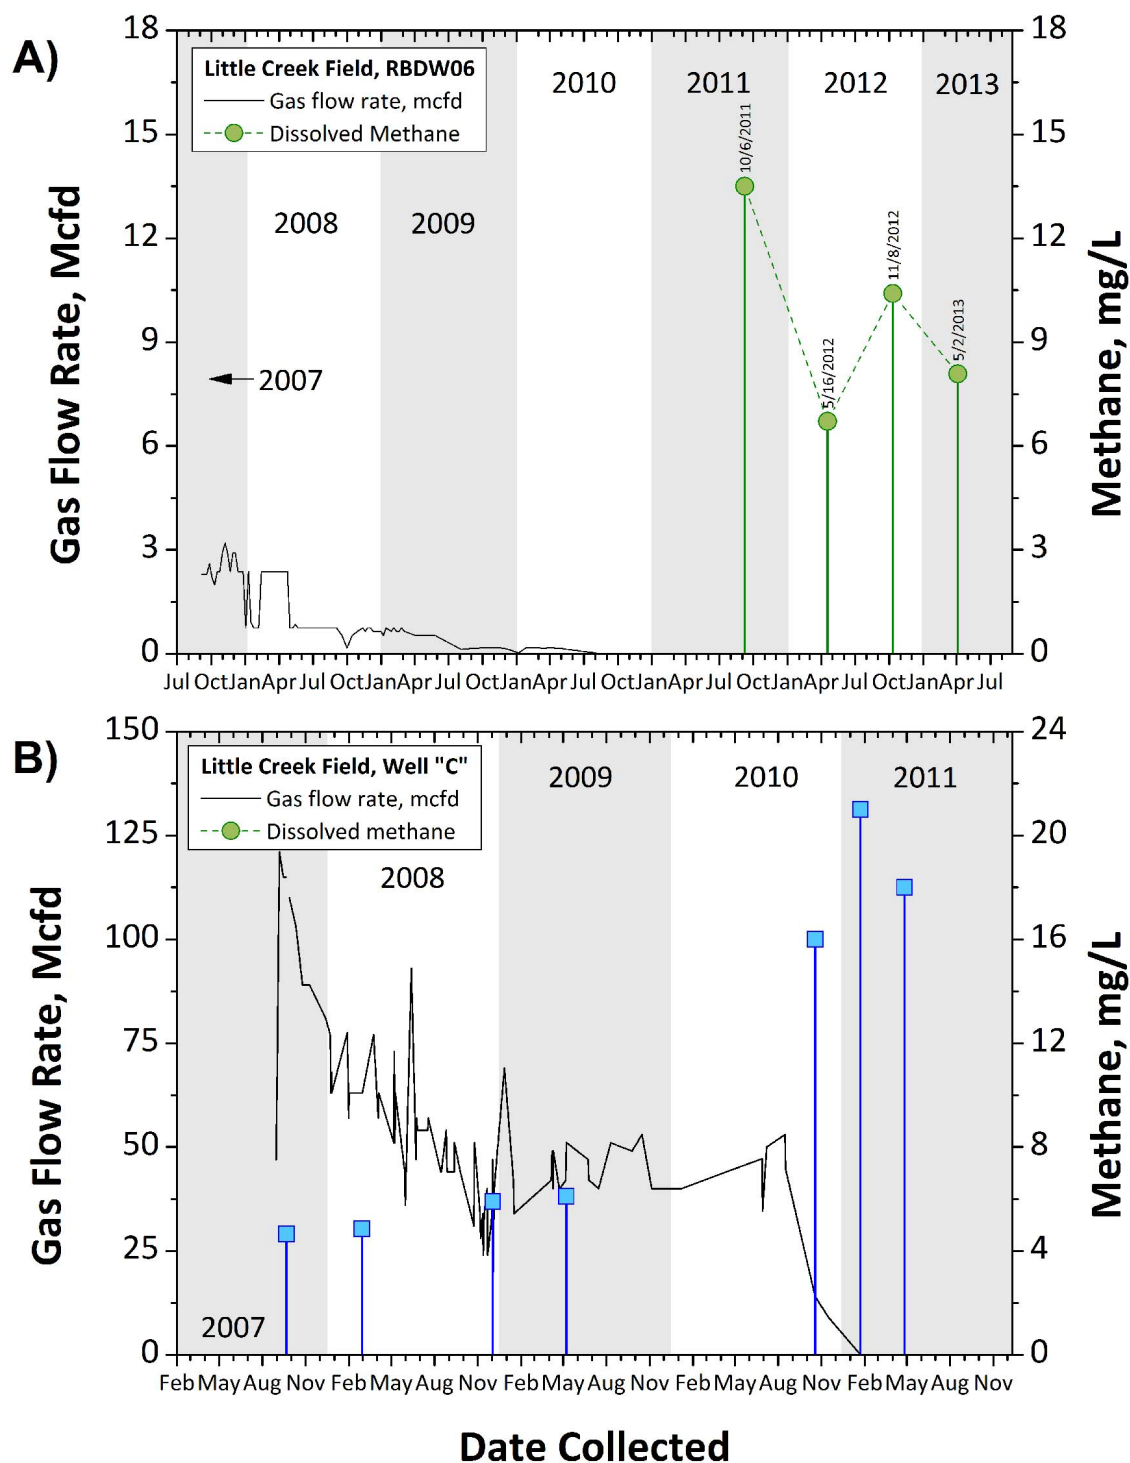 A)
18
15
12
9
6
3
0
Gas Flow Rate, Mcfd
Little Creek Field, RBDW06
Gas flow rate, mcfd
Dissolved Methane
2010
2011
2012
2013
2008
2009
2007
10/6/2011
5/16/2012
11/8/2012
5/2/2013
18
15
12
9
6
3
0
Methane, mg/L
Jul Oct Jan Apr Jul Oct Jan Apr Jul Oct Jan Apr Jul Oct Jan Apr Jul Oct Jan Apr Jul Oct Jan Apr Jul
B)
150
125
100
75
50
25
0
Gas Flow Rate, Mcfd
Little Creek Field, Well "C"
Gas flow rate, mcfd
Dissolved methane
2009
2010
2011
2008
2007
24
20
16
12
8
4
0
Methane, mg/L
Feb May Aug Nov Feb May Aug Nov Feb May Aug Nov Feb May Aug Nov Feb May Aug Nov
Date Collected